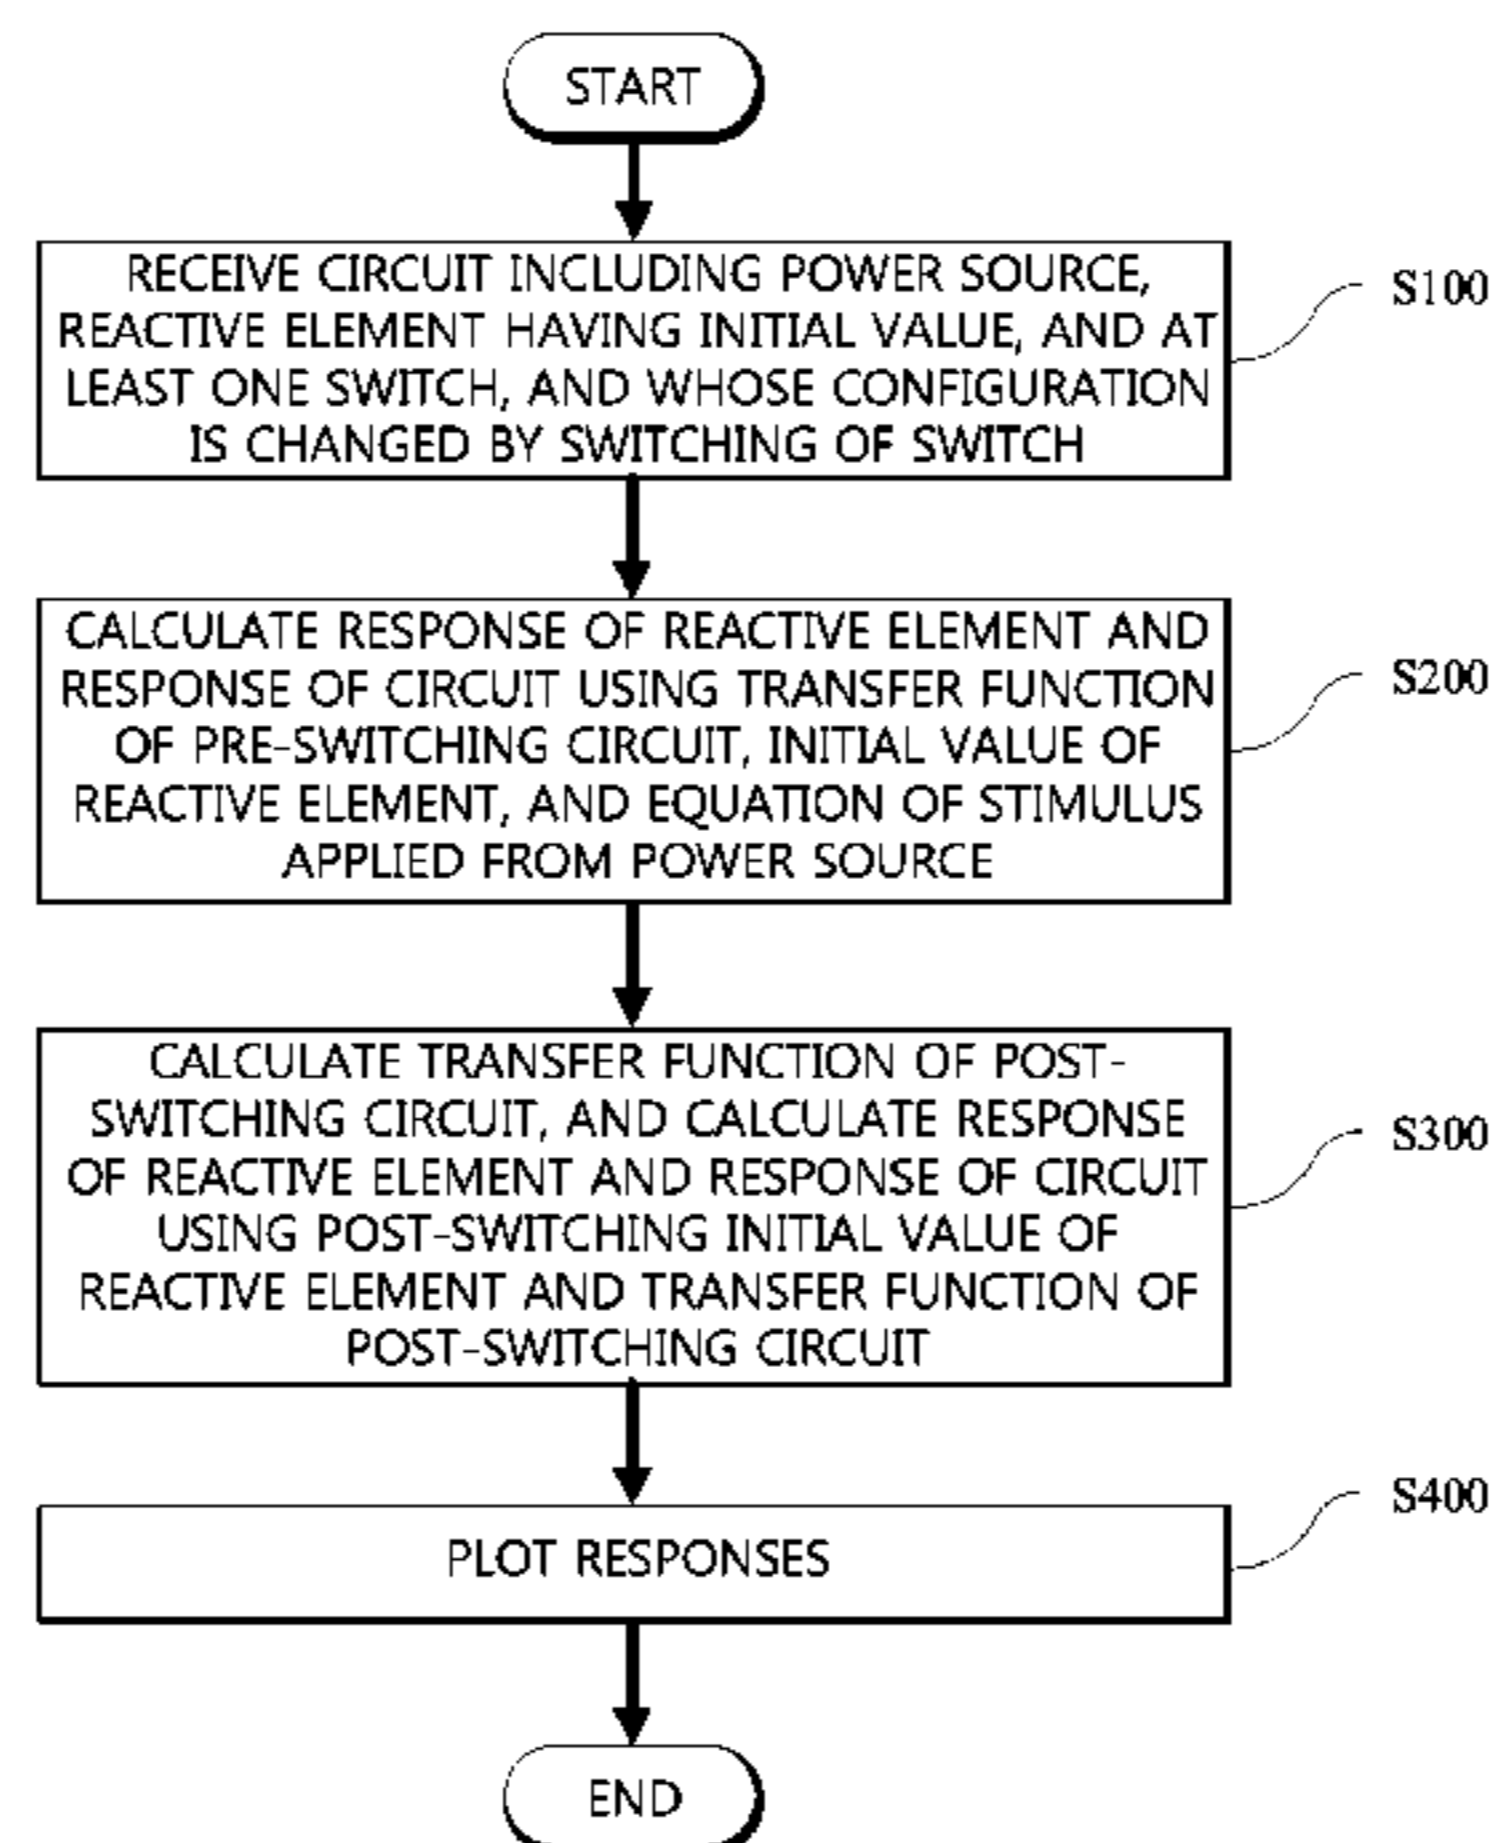 START
RECEIVE CIRCUIT INCLUDING POWER SOURCE,
REACTIVE ELEMENT HAVING INITIAL VALUE, AND AT
LEAST ONE SWITCH, AND WHOSE CONFIGURATION
IS CHANGED BY SWITCHING OF SWITCH
S100
CALCULATE RESPONSE OF REACTIVE ELEMENT AND
RESPONSE OF CIRCUIT USING TRANSFER FUNCTION
OF PRE-SWITCHING CIRCUIT, INITIAL VALUE OF
REACTIVE ELEMENT, AND EQUATION OF STIMULUS
APPLIED FROM POWER SOURCE
S200
CALCULATE TRANSFER FUNCTION OF POST-
SWITCHING CIRCUIT, AND CALCULATE RESPONSE
OF REACTIVE ELEMENT AND RESPONSE OF CIRCUIT
USING POST-SWITCHING INITIAL VALUE OF
REACTIVE ELEMENT AND TRANSFER FUNCTION OF
POST-SWITCHING CIRCUIT
S300
PLOT RESPONSES
S400
END